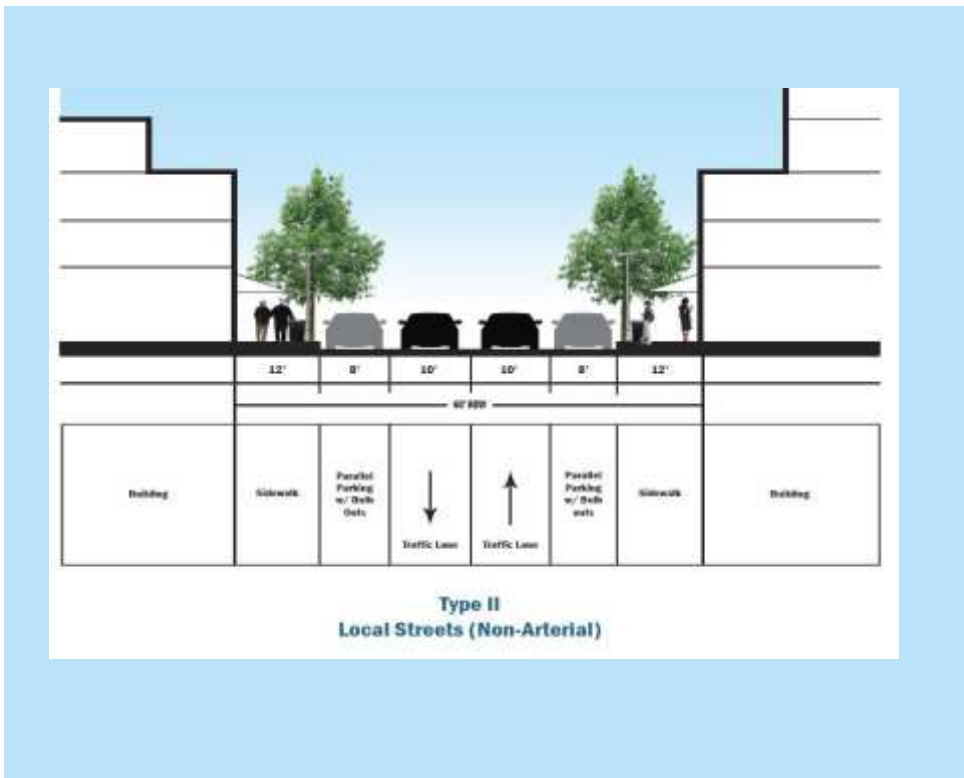 12'
8'
10'
10'
8'
12'
60' ROW
Building
Sidewalk
Parallel
Parking
w/ Bulb
Outs
Traffic Lane
Traffic Lane
Parallel
Parking
w/ Bulb
outs
Sidewalk
Building
Type II
Local Streets (Non-Arterial)